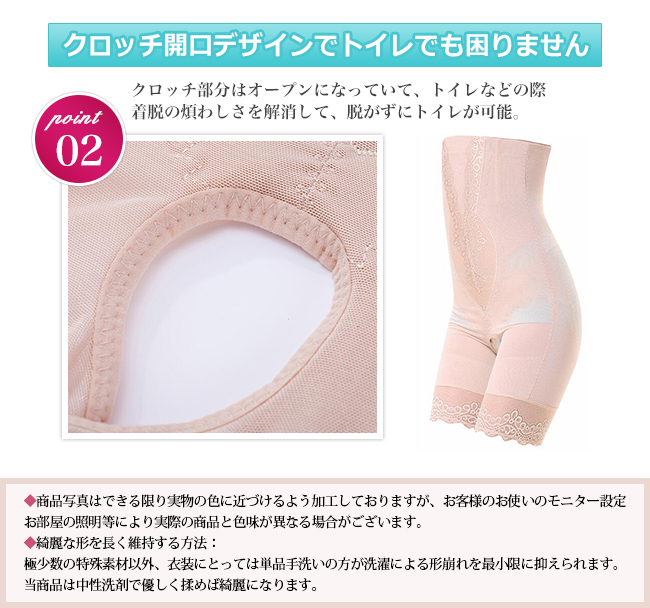 クロッチ開口デザインでトイレでも困りません
クロッチ部分はオープンになっていて、トイレなどの際
着脱の煩わしさを解消して、脱がずにトイレが可能。
point
02
◆商品写真はできる限り実物の色に近づけるよう加工しておりますが、お客様のお使いのモニター設定
お部屋の照明等により実際の商品と色味が異なる場合がございます。
◆綺麗な形を長く維持する方法：
極少数の特殊素材以外、衣装にとっては単品手洗いの方が洗濯による形崩れを最小限に抑えられます。
当商品は中性洗剤で優しく揉めば綺麗になります。